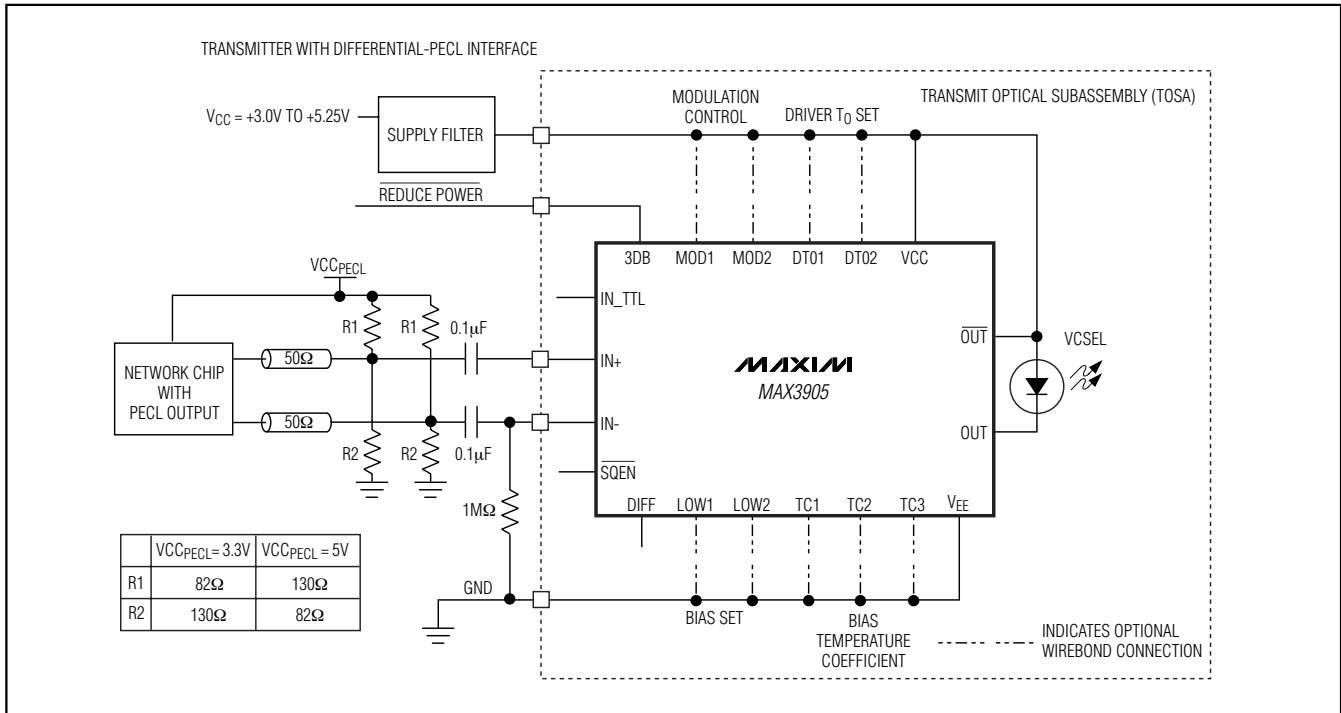 TRANSMITTER WITH DIFFERENTIAL-PECL INTERFACE
TRANSMIT OPTICAL SUBASSEMBLY (TOSA)
VCC = +3.0V TO +5.25V
SUPPLY FILTER
MODULATION
CONTROL
DRIVER T0 SET
REDUCE POWER
3DB
MOD1
MOD2
DT01
DT02
VCC
VCCPECL
IN_TTL
R1
R1
0.1µF
50Ω
IN+
OUT
VCSEL
NETWORK CHIP
WITH
PECL OUTPUT
MAXIM
MAX3905
50Ω
IN-
OUT
R2
R2
0.1µF
SQEN
1MΩ
DIFF
LOW1
LOW2
TC1
TC2
TC3
VEE
VCCPECL= 3.3V
VCCPECL = 5V
R1
82Ω
130Ω
R2
130Ω
82Ω
GND
BIAS SET
BIAS
TEMPERATURE
COEFFICIENT
INDICATES OPTIONAL
WIREBOND CONNECTION